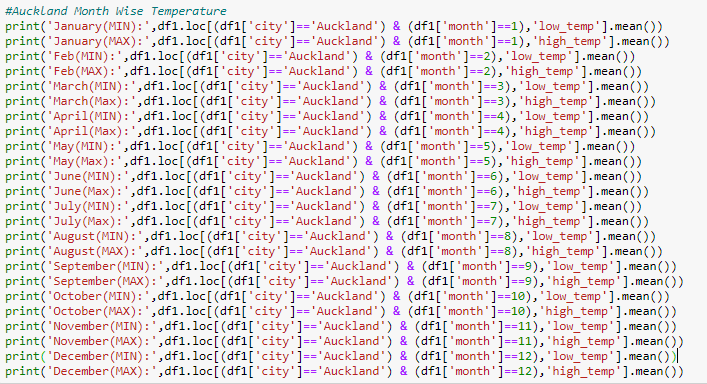 #Auckland Month Wise Temperature
print('January(MIN):',df1.loc[(df1['city']=='Auckland') & (df1['month']==1),'low_temp'].mean())
print('January(MAX):',df1.loc[(df1['city']=='Auckland') & (df1['month']==1),'high_temp'].mean())
print('Feb(MIN):',df1.loc[(df1['city']=='Auckland') & (df1['month']==2),'low_temp'].mean())
print('Feb(MAX):',df1.loc[(df1['city']=='Auckland') & (df1['month']==2),'high_temp'].mean())
print('March(MIN):',df1.loc[(df1['city']=='Auckland') & (df1['month']==3),'low_temp'].mean())
print('March(Max):',df1.loc[(df1['city']=='Auckland') & (df1['month']==3),'high_temp'].mean())
print('April(MIN):',df1.loc[(df1['city']=='Auckland') & (df1['month']==4),'low_temp'].mean())
print('April(Max):',df1.loc[(df1['city']=='Auckland') & (df1['month']==4),'high_temp'].mean())
print('May(MIN):',df1.loc[(df1['city']=='Auckland') & (df1['month']==5),'low_temp'].mean())
print('May(Max):',df1.loc[(df1['city']=='Auckland') & (df1['month']==5),'high_temp'].mean())
print('June(MIN):',df1.loc[(df1['city']=='Auckland') & (df1['month']==6),'low_temp'].mean())
print('June(Max):',df1.loc[(df1['city']=='Auckland') & (df1['month']==6),'high_temp'].mean())
print('July(MIN):',df1.loc[(df1['city']=='Auckland') & (df1['month']==7),'low_temp'].mean())
print('July(Max):',df1.loc[(df1['city']=='Auckland') & (df1['month']==7),'high_temp'].mean())
print('August(MIN):',df1.loc[(df1['city']=='Auckland') & (df1['month']==8),'low_temp'].mean())
print('August(MAX):',df1.loc[(df1['city']=='Auckland') & (df1['month']==8),'high_temp'].mean())
print('September(MIN):',df1.loc[(df1['city']=='Auckland') & (df1['month']==9),'low_temp'].mean())
print('September(MAX):',df1.loc[(df1['city']=='Auckland') & (df1['month']==9),'high_temp'].mean())
print('October(MIN):',df1.loc[(df1['city']=='Auckland') & (df1['month']==10),'low_temp'].mean())
print('October(MAX):',df1.loc[(df1['city']=='Auckland') & (df1['month']==10),'high_temp'].mean())
print('November(MIN):',df1.loc[(df1['city']=='Auckland') & (df1['month']==11),'low_temp'].mean())
print('November(MAX):',df1.loc[(df1['city']=='Auckland') & (df1['month']==11),'high_temp'].mean())
print('December(MIN):',df1.loc[(df1['city']=='Auckland') & (df1['month']==12),'low_temp'].mean())
print('December(MAX):',df1.loc[(df1['city']=='Auckland') & (df1['month']==12),'high_temp'].mean())